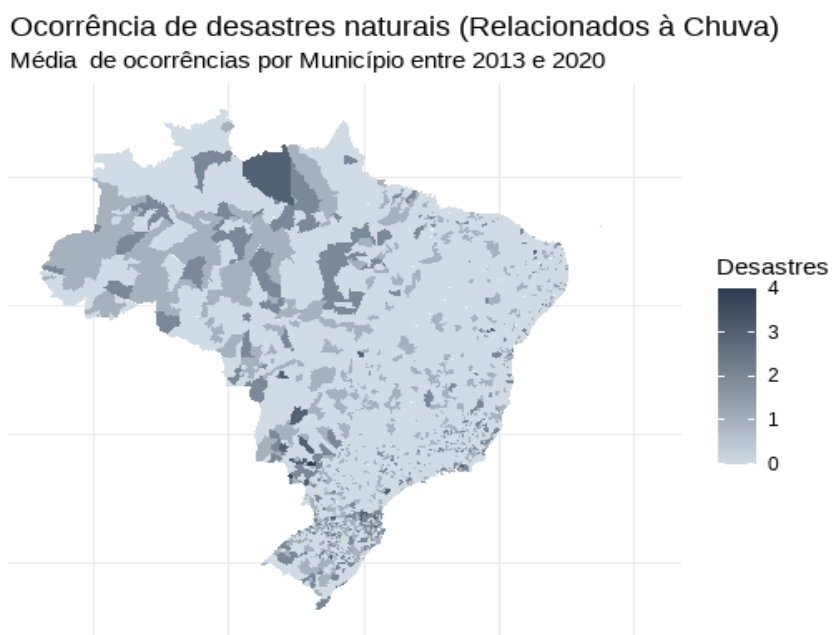 Ocorrência de desastres naturais (Relacionados à Chuva)
Média  de ocorrências por Município entre 2013 e 2020
Desastres
4
3
2
1
0